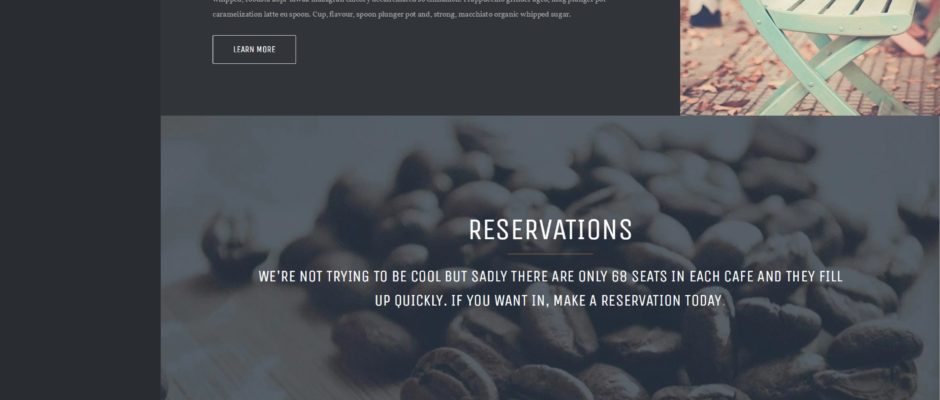 caramelization latte eu spoon. Cup, flavour, spoon plunger pot and, strong, macchiato organic whipped sugar.
LEARN MORE
RESERVATIONS
WE'RE NOT TRYING TO BE COOL BUT SADLY THERE ARE ONLY 68 SEATS IN EACH CAFE AND THEY FILL
UP QUICKLY. IF YOU WANT IN, MAKE A RESERVATION TODAY